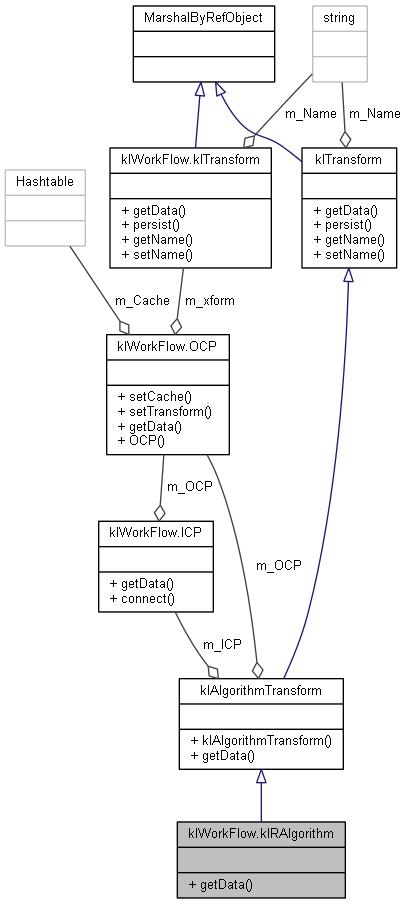 MarshalByRefObject
string
m_Name
m_Name
klWorkFlow.klTransform
+ getData()
+ persist()
+ getName()
+ setName()
klTransform
+ getData()
+ persist()
+ getName()
+ setName()
Hashtable
m_Cache
m_xform
klWorkFlow.OCP
+ setCache()
+ setTransform()
+ getData()
+ OCP()
m_OCP
klWorkFlow.ICP
+ getData()
+ connect()
m_OCP
m_ICP
klAlgorithmTransform
+ klAlgorithmTransform()
+ getData()
klWorkFlow.klRAlgorithm
+ getData()